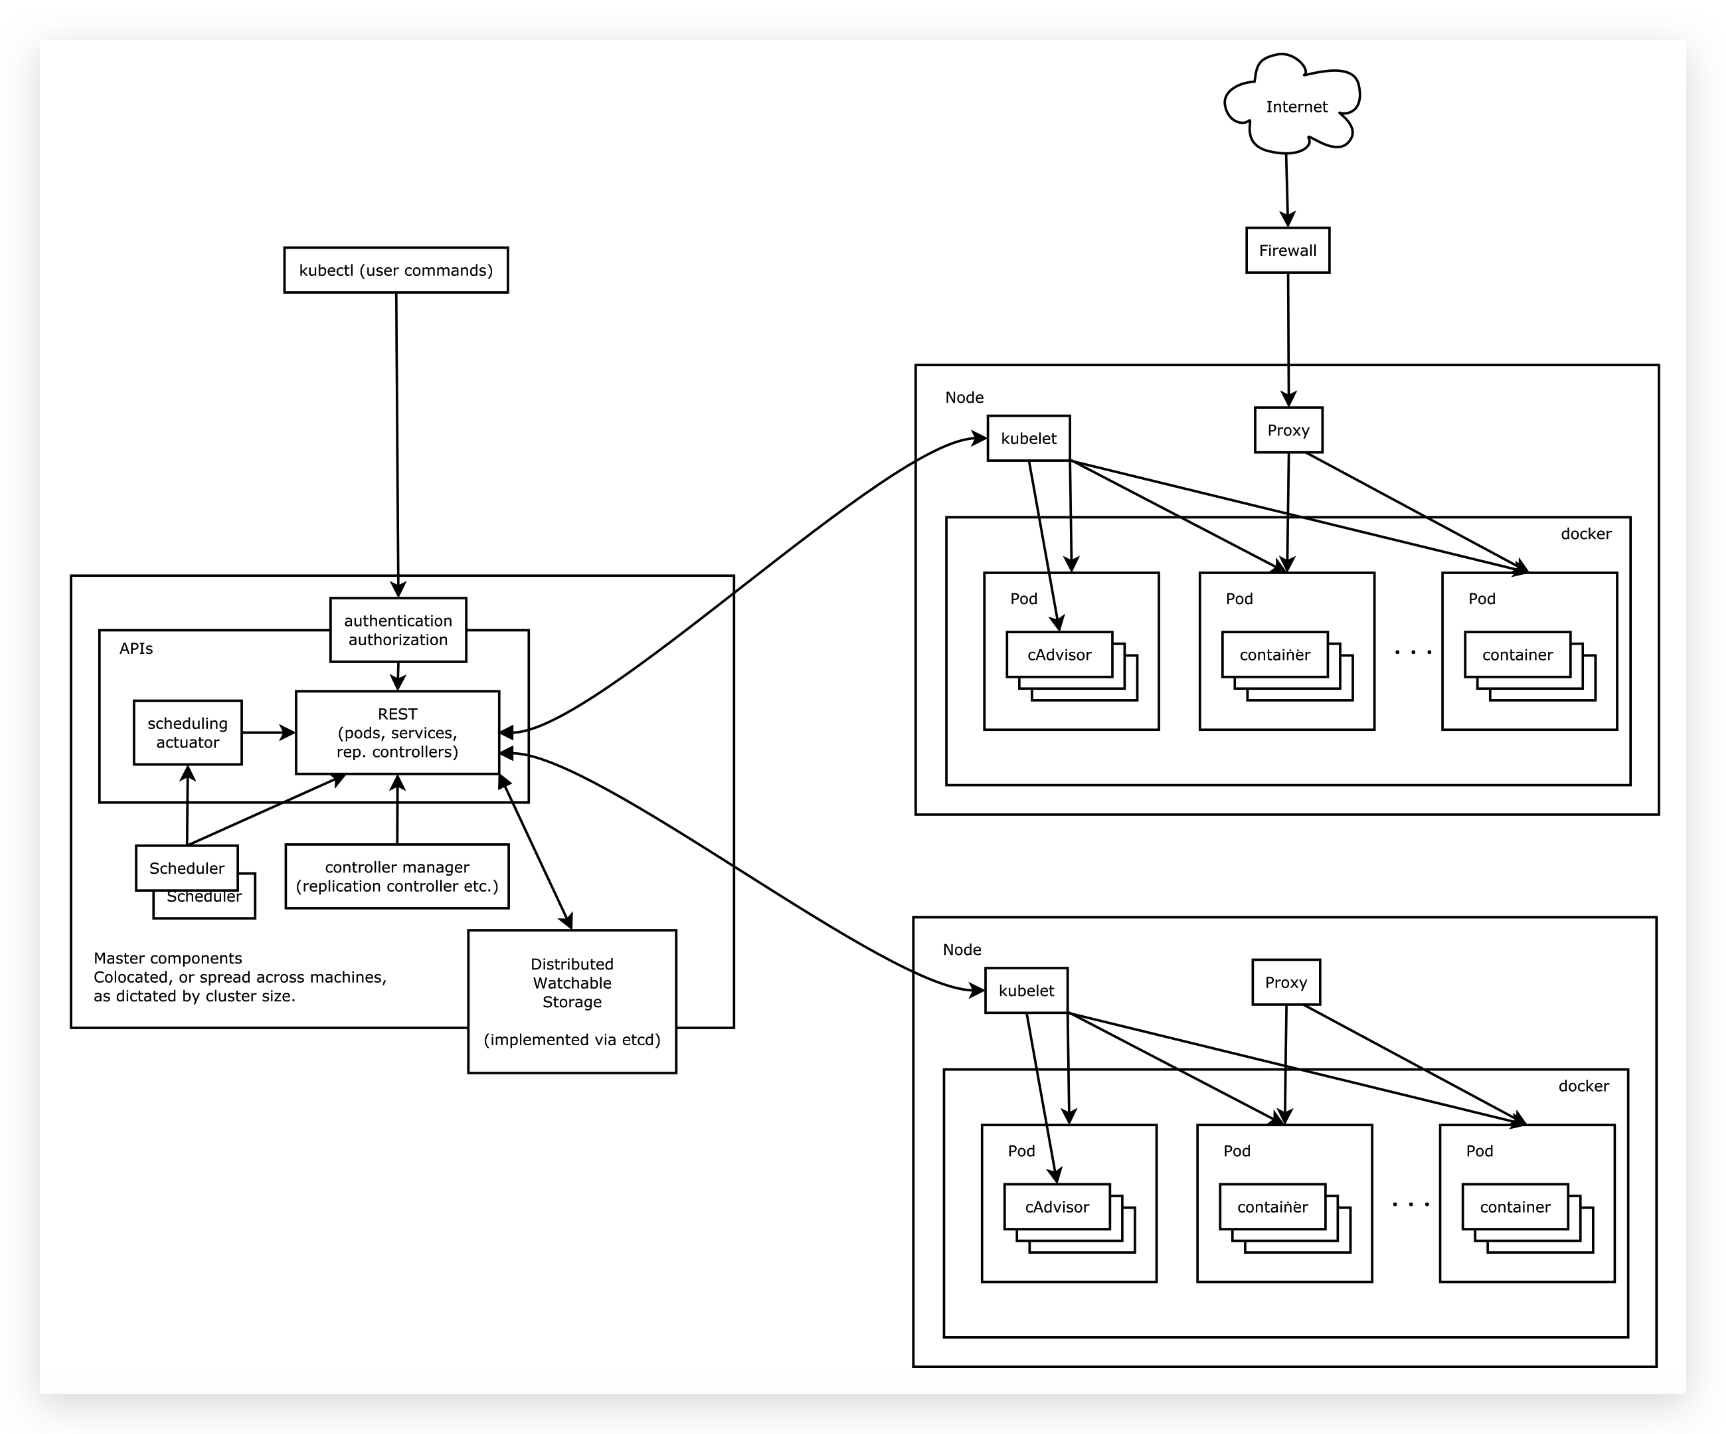 Internet
Firewall
kubectl (user commands)
authentication
authorization
APIs
scheduling
actuator
REST
(pods, services,
rep. controllers)
Scheduler
Scheduler
controller manager
(replication controller etc.)
Master components
Colocated, or spread across machines,
as dictated by cluster size.
Distributed
Watchable
Storage
(implemented via etcd)
Node
kubelet
Proxy
docker
Pod
cAdvisor
Pod
container
. . .
Pod
container
Node
kubelet
Proxy
docker
Pod
cAdvisor
Pod
container
. . .
Pod
container